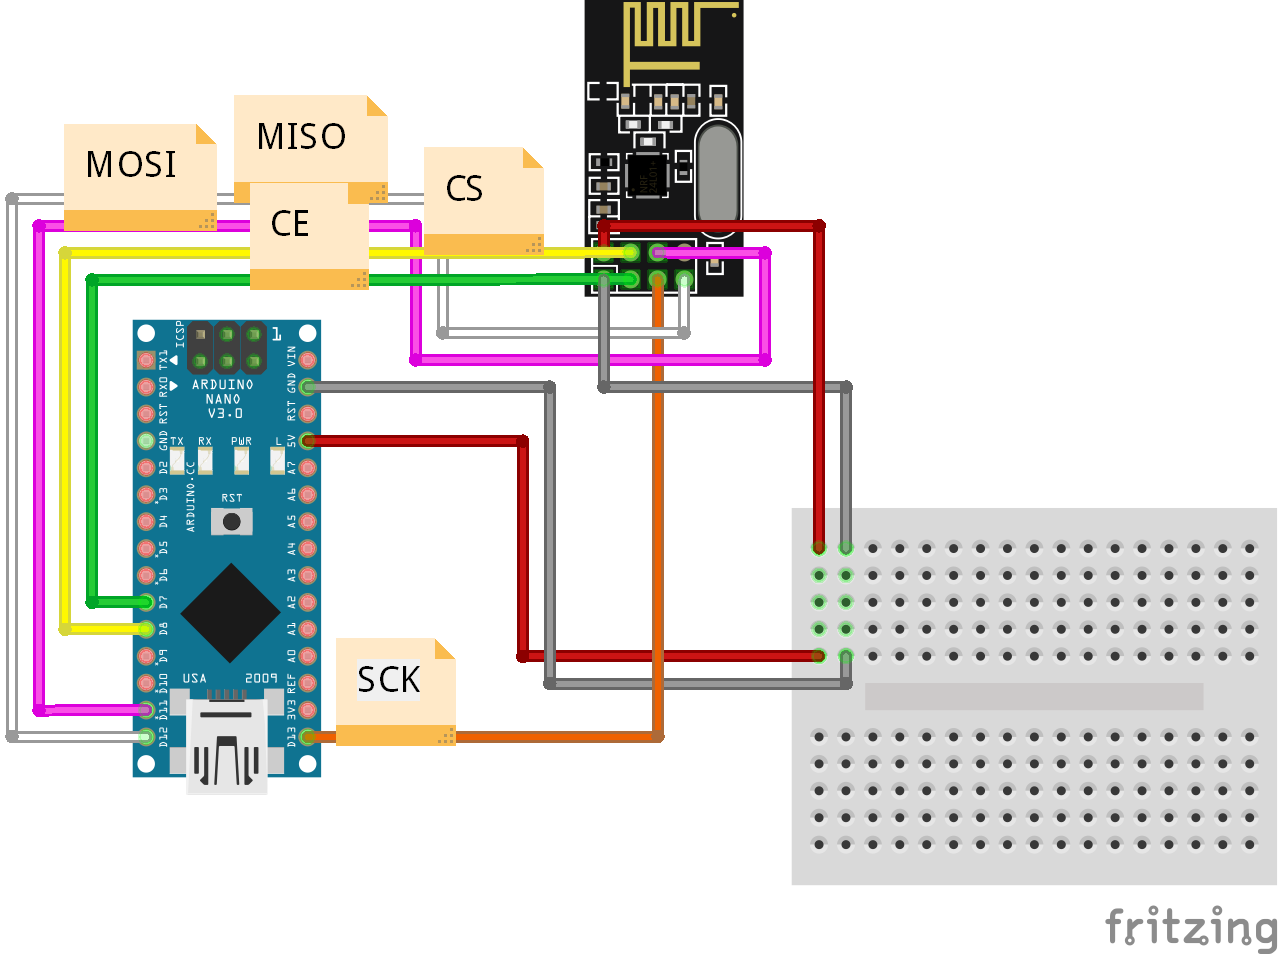 MOSI
MISO
CE
CS
NRF
24L01+
ICSP
1
TX1
RX0
RST
GND
D2
D3
D4
D5
D6
D7
D8
D9
D10
D11
D12
ARDUINO
NANO
V3.0
TX
RX
PWR
L
ARDUINO.CC
RST
USA
2009
VIN
GND
RST
5V
A7
A6
A5
A4
A3
A2
A1
A0
REF
3V3
D13
SCK
fritzing